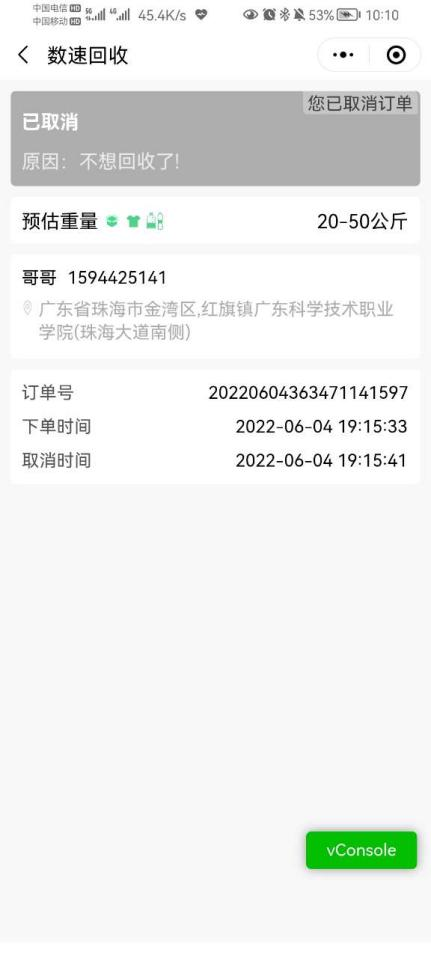 中国电信 HD 5G 4G 45.4K/s 53% 10:10
中国移动 HD
数速回收
您已取消订单
已取消
原因：不想回收了!
预估重量 20-50公斤
哥哥 1594425141
广东省珠海市金湾区,红旗镇广东科学技术职业
学院(珠海大道南侧)
订单号 20220604363471141597
下单时间 2022-06-04 19:15:33
取消时间 2022-06-04 19:15:41
vConsole